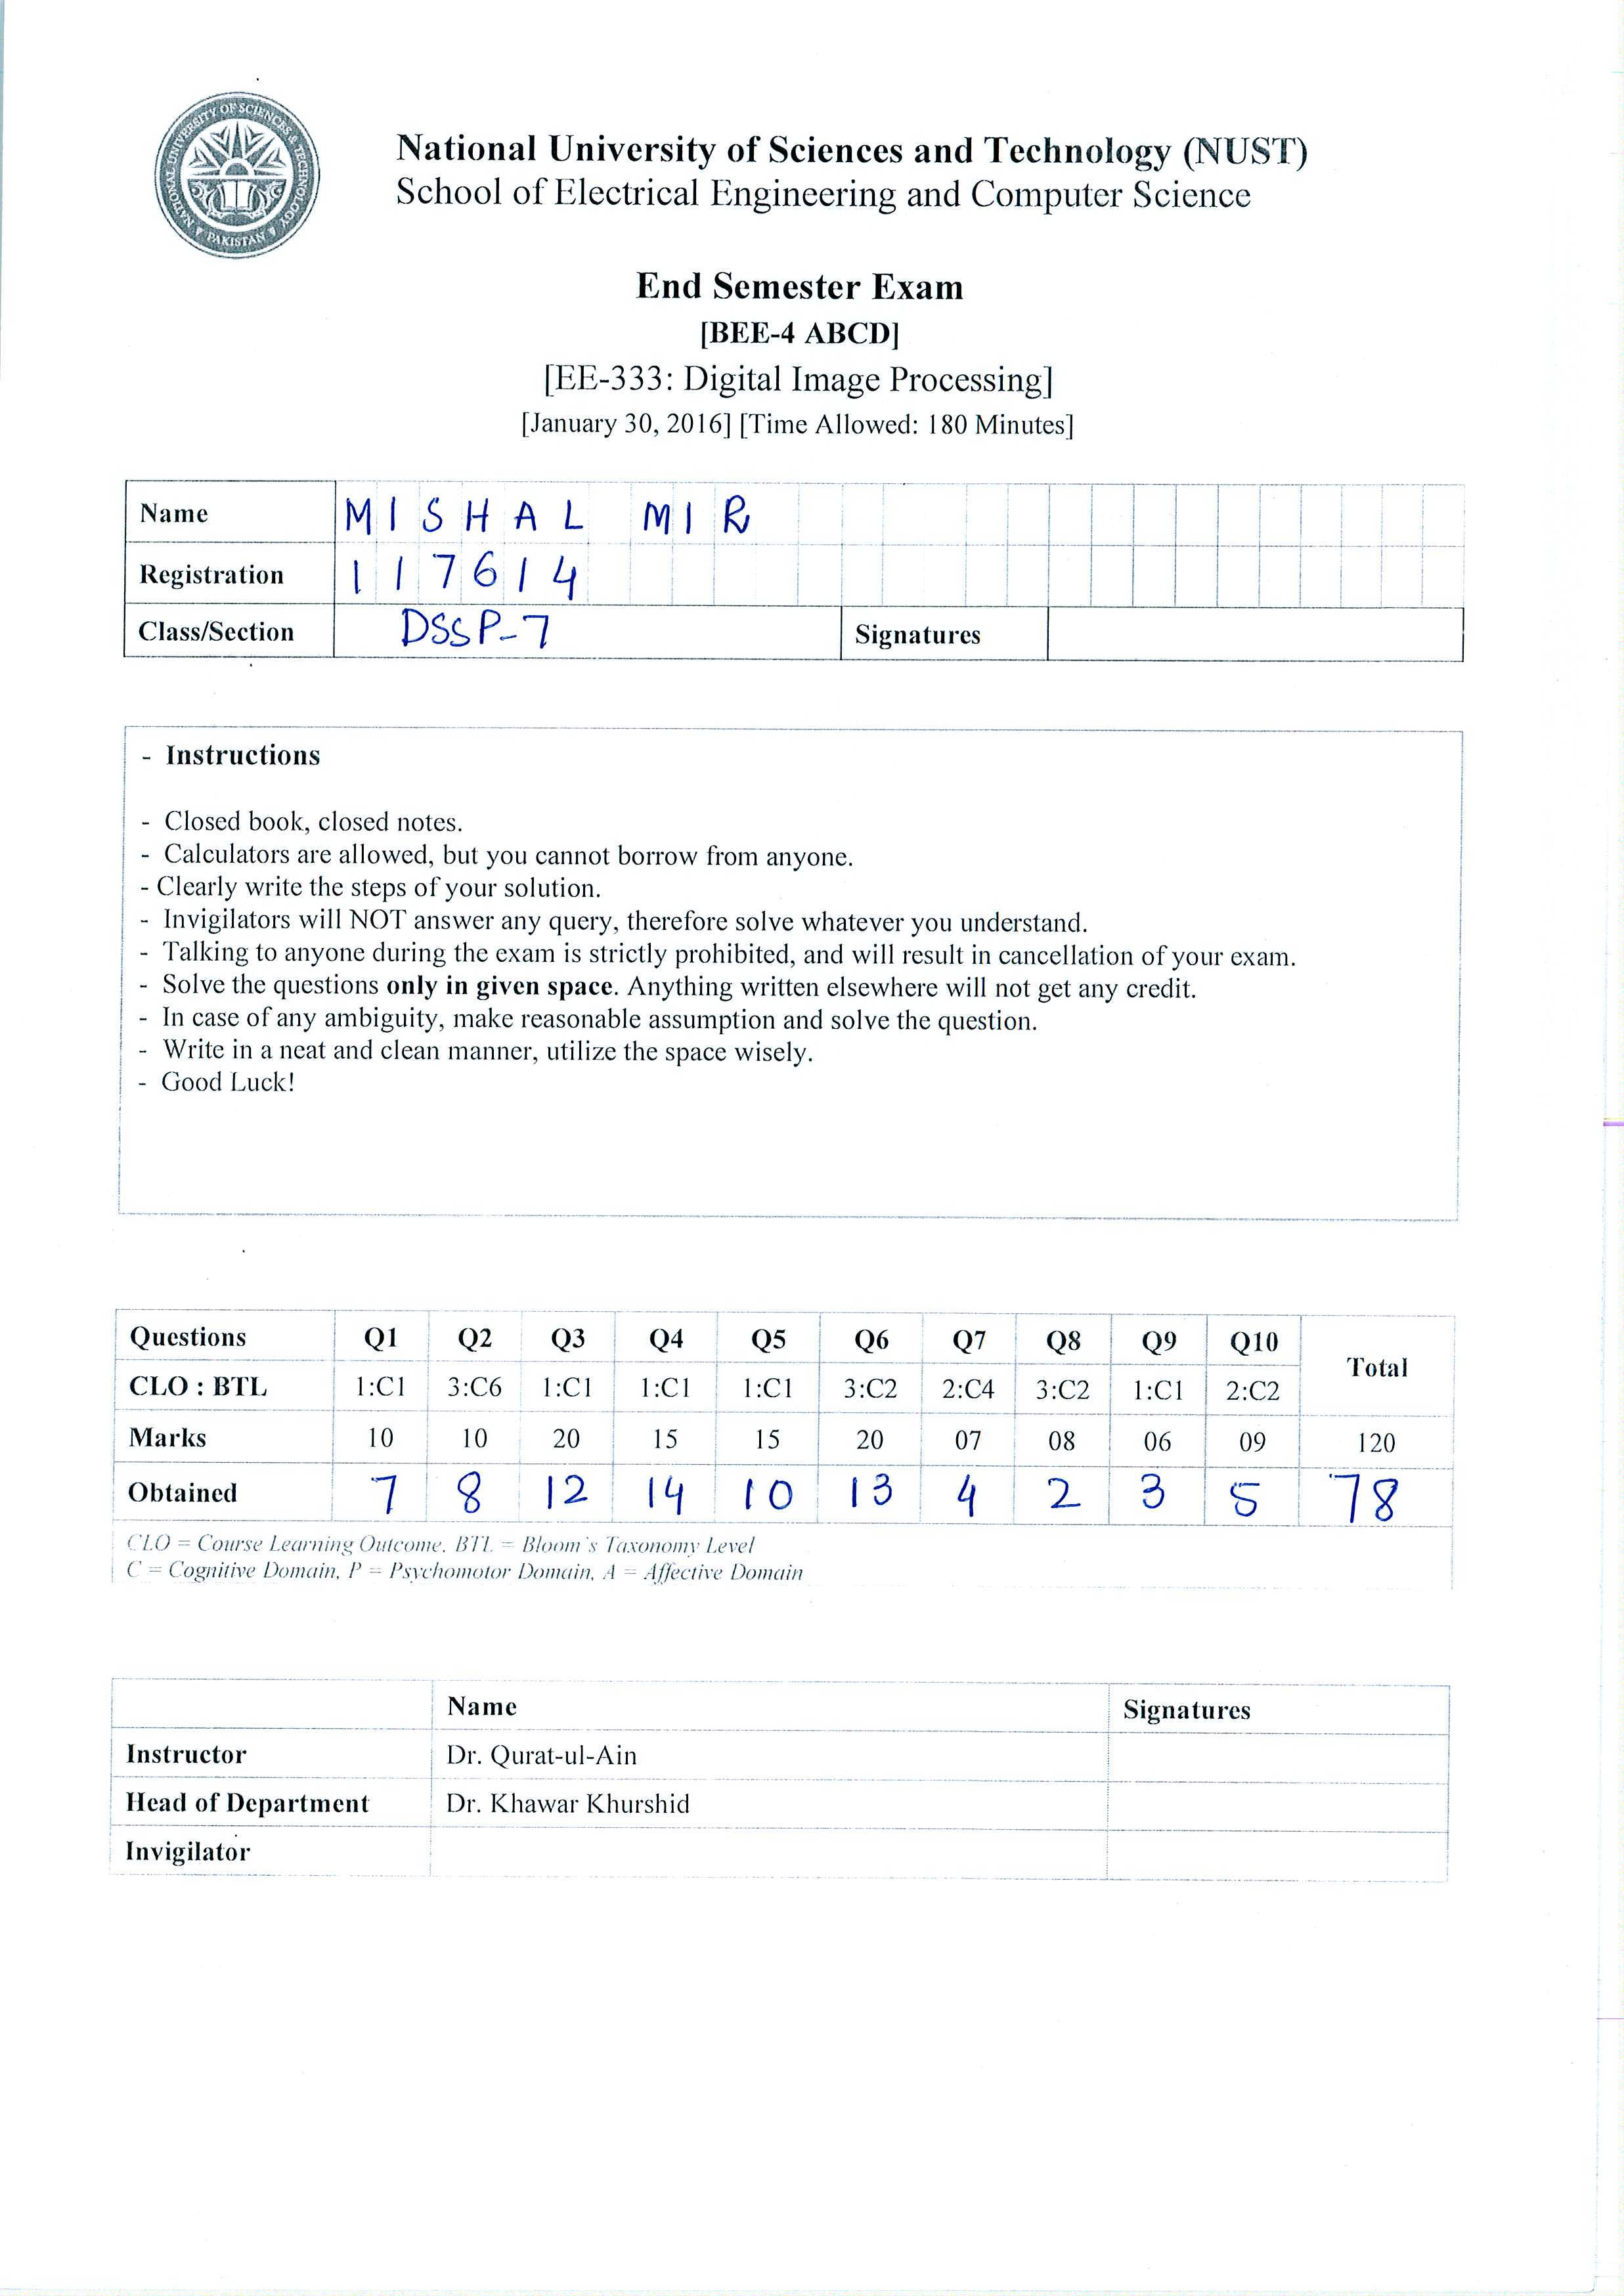 NATIONAL UNIVERSITY OF SCIENCES & TECHNOLOGY
PAKISTAN
National University of Sciences and Technology (NUST)
School of Electrical Engineering and Computer Science
End Semester Exam
[BEE-4 ABCD]
[EE-333: Digital Image Processing]
[January 30, 2016] [Time Allowed: 180 Minutes]
Name MISHAL MIR
Registration 117614
Class/Section DSSP-7 Signatures
- Instructions
- Closed book, closed notes.
- Calculators are allowed, but you cannot borrow from anyone.
- Clearly write the steps of your solution.
- Invigilators will NOT answer any query, therefore solve whatever you understand.
- Talking to anyone during the exam is strictly prohibited, and will result in cancellation of your exam.
- Solve the questions only in given space. Anything written elsewhere will not get any credit.
- In case of any ambiguity, make reasonable assumption and solve the question.
- Write in a neat and clean manner, utilize the space wisely.
- Good Luck!
Questions Q1 Q2 Q3 Q4 Q5 Q6 Q7 Q8 Q9 Q10 Total
CLO : BTL 1:C1 3:C6 1:C1 1:C1 1:C1 3:C2 2:C4 3:C2 1:C1 2:C2
Marks 10 10 20 15 15 20 07 08 06 09 120
Obtained 7 8 12 14 10 13 4 2 3 5 78
CLO = Course Learning Outcome, BTL = Bloom's Taxonomy Level
C = Cognitive Domain, P = Psychomotor Domain, A = Affective Domain
Name Signatures
Instructor Dr. Qurat-ul-Ain
Head of Department Dr. Khawar Khurshid
Invigilator